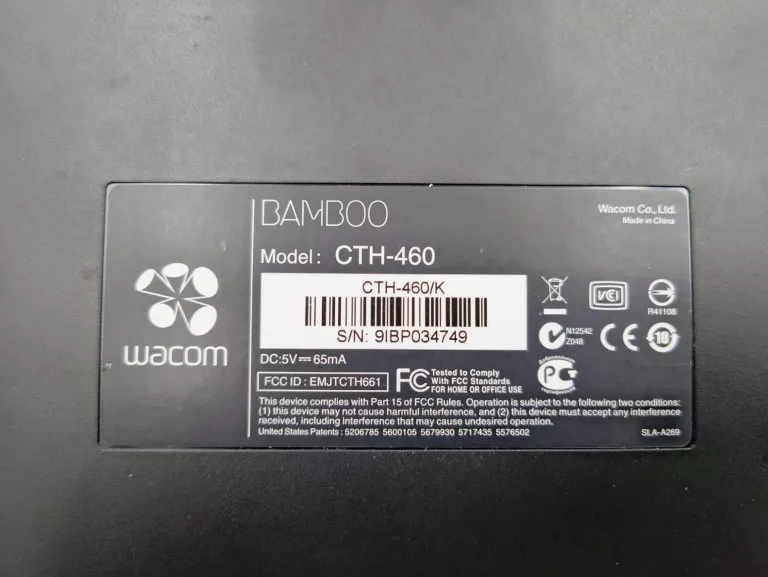 BAMBOO
Wacom Co., Ltd.
Made in China
Model : CTH-460
CTH-460/K
S/N: 9IBP034749
VCI
R41108
N12542
Z048
CE
10
wacom
DC:5V 65mA
FCC ID : EMJTCTH661
FC Tested to Comply
With FCC Standards
FOR HOME OR OFFICE USE
This device complies with Part 15 of FCC Rules. Operation is subject to the following two conditions:
(1) this device may not cause harmful interference, and (2) this device must accept any interference
received, including interference that may cause undesired operation.
United States Patents : 5206785 5600105 5679930 5717435 5576502
SLA-A269